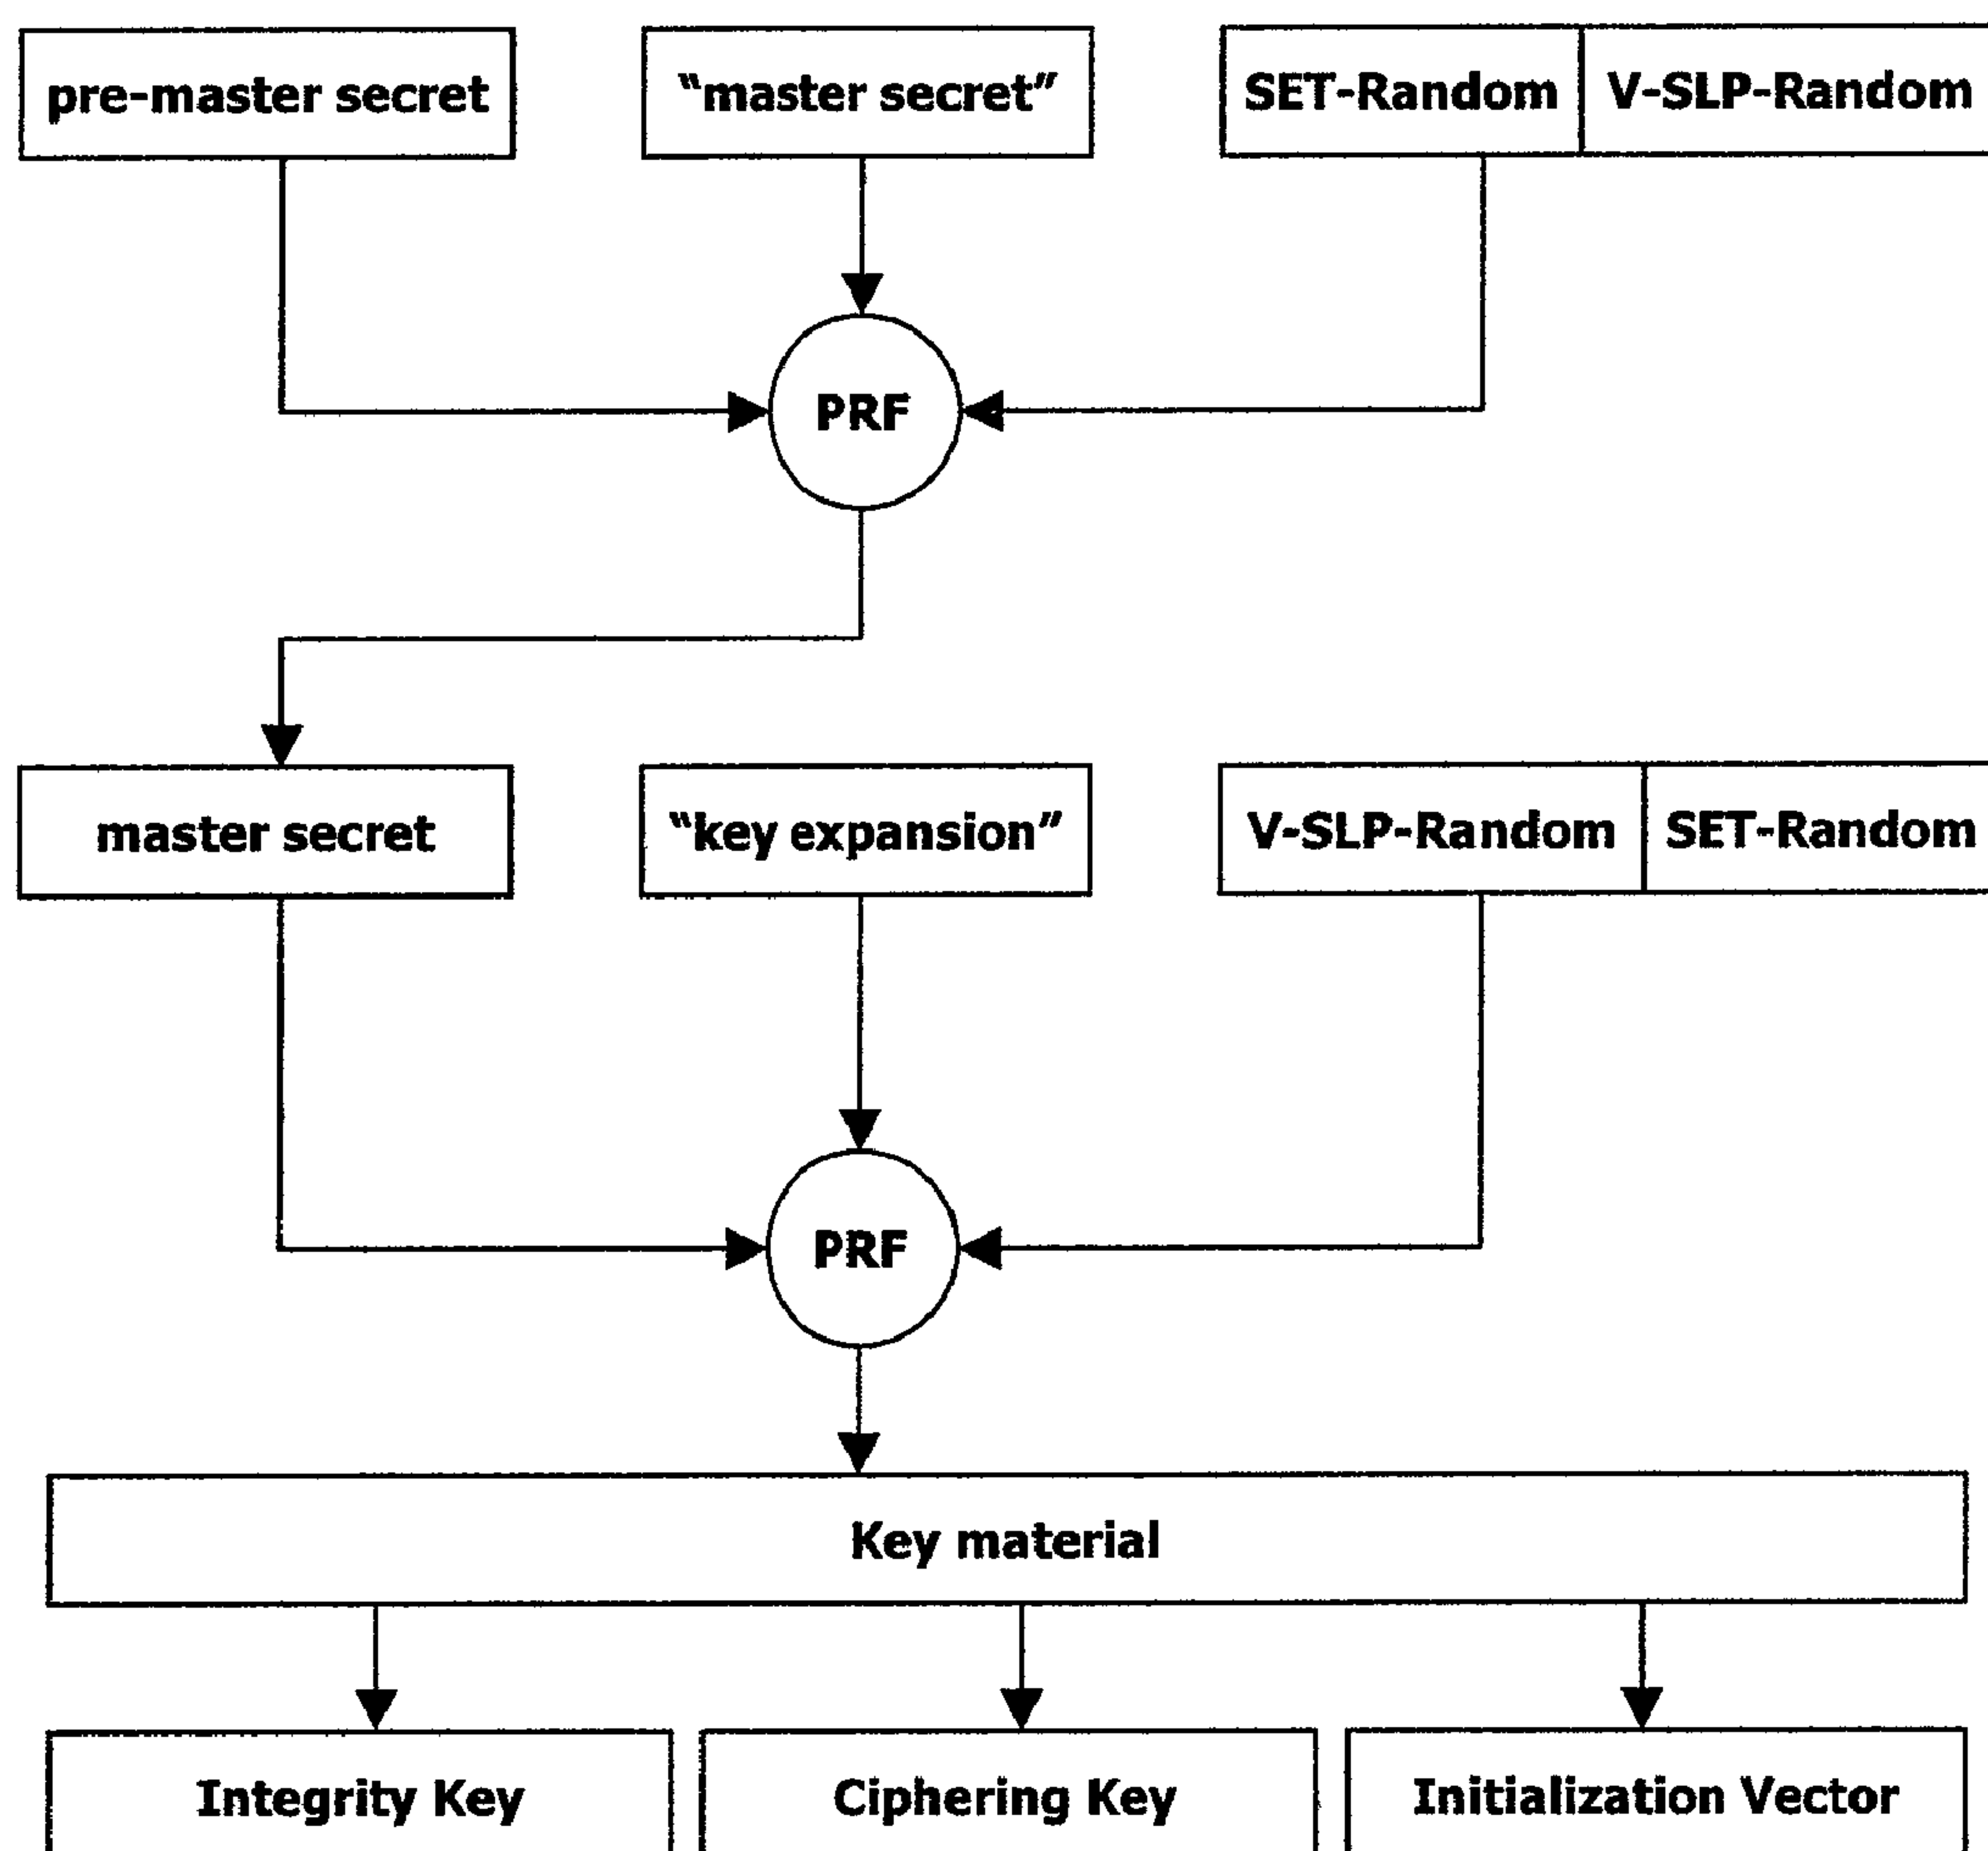 pre-master secret
“master secret”
SET-Random
V-SLP-Random
PRF
master secret
“key expansion”
V-SLP-Random
SET-Random
PRF
Key material
Integrity Key
Ciphering Key
Initialization Vector